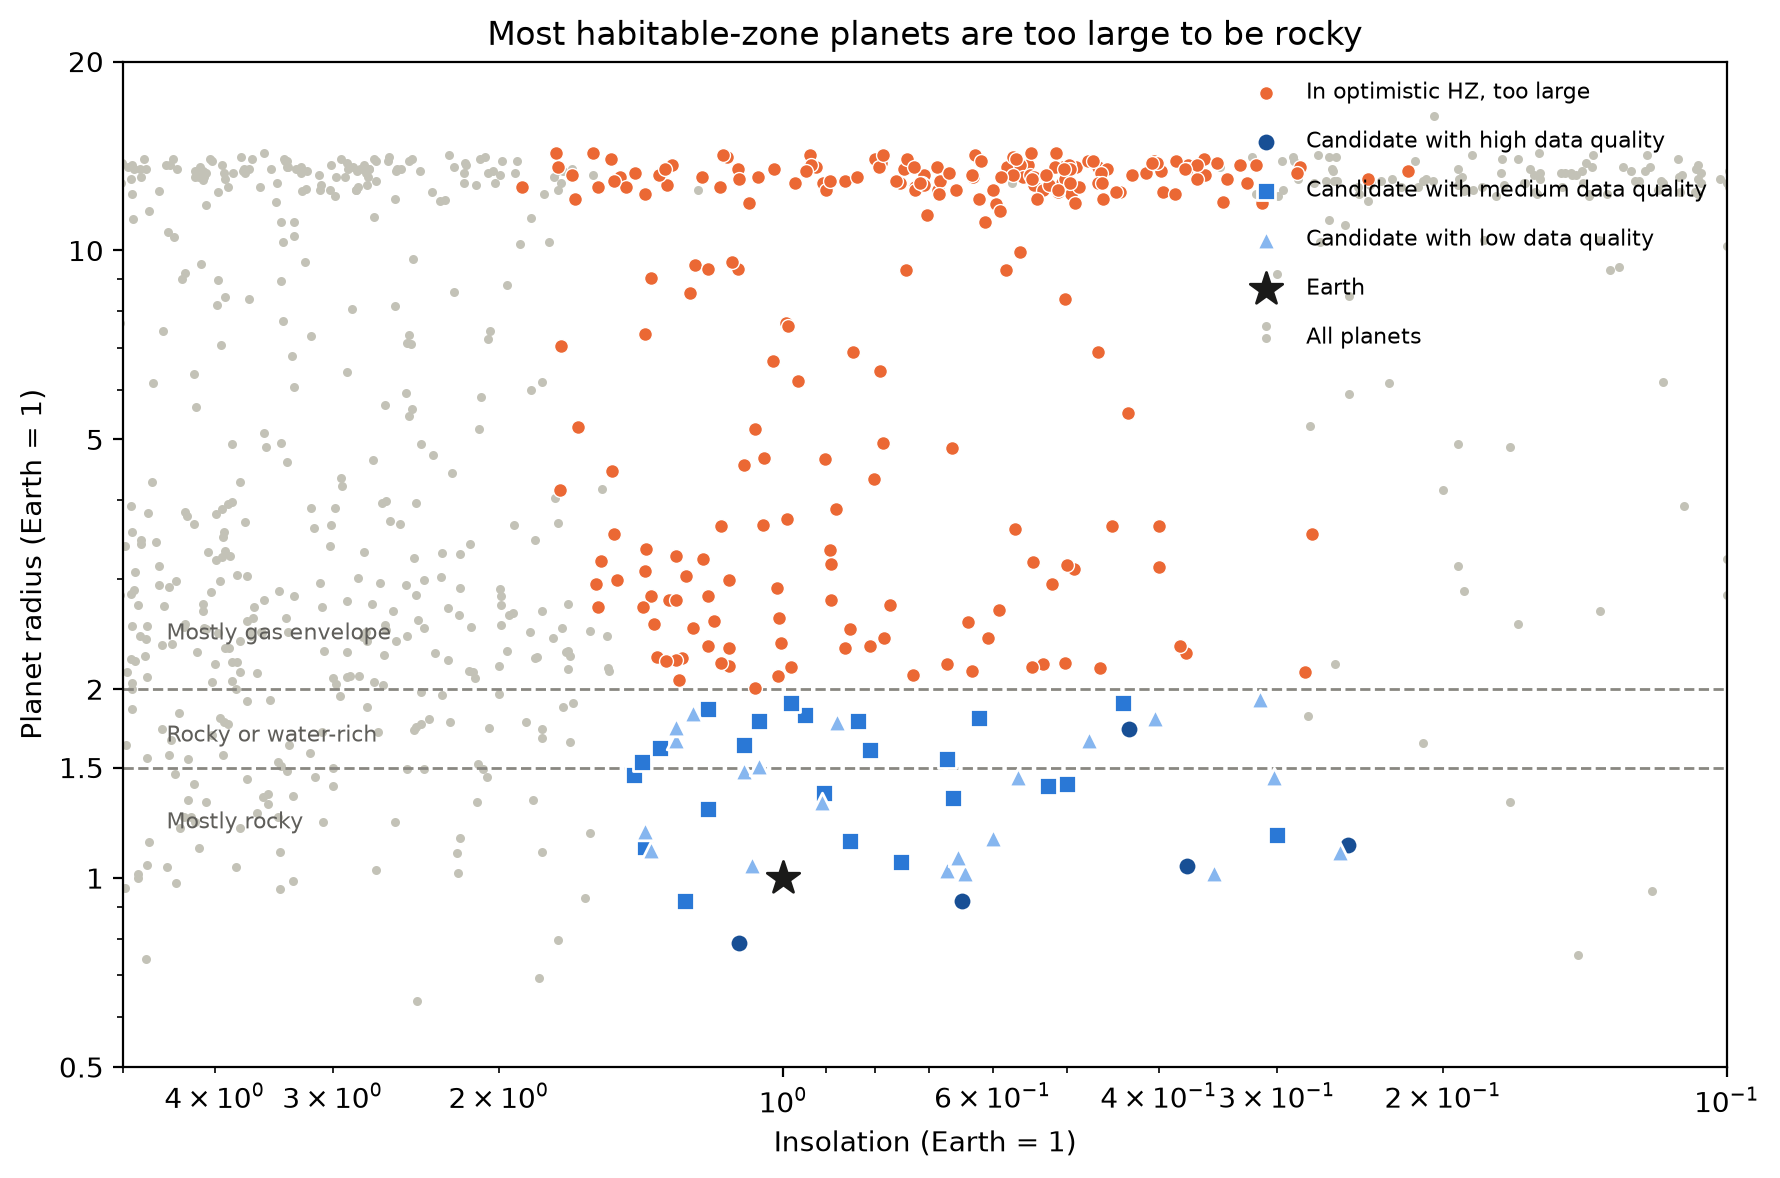 Most habitable-zone planets are too large to be rocky
20
10
5
2
1.5
1
0.5
Planet radius (Earth = 1)
In optimistic HZ, too large
Candidate with high data quality
Candidate with medium data quality
Candidate with low data quality
Earth
All planets
Mostly gas envelope
Rocky or water-rich
Mostly rocky
4 × 10⁰ 3 × 10⁰ 2 × 10⁰ 10⁰ 6 × 10⁻¹ 4 × 10⁻¹ 3 × 10⁻¹ 2 × 10⁻¹ 10⁻¹
Insolation (Earth = 1)